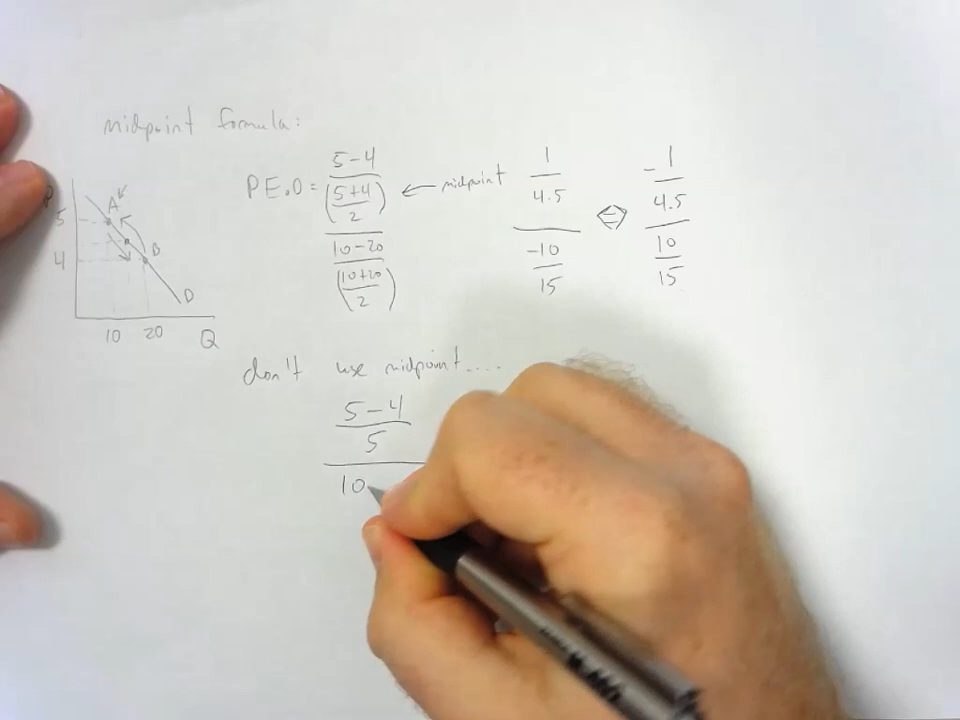 midpoint formula:
P.E.D = ((5-4)/((5+4)/2))/((10-20)/((10+20)/2)) ← midpoint (1/4.5)/(-10/15) ⇔ (-1/4.5)/(10/15)
5 A
4 B
D
10 20 Q
don't use midpoint....
5-4
5
10